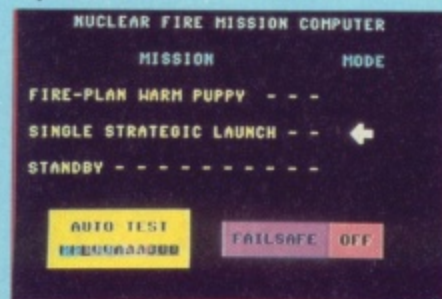 NUCLEAR FIRE MISSION COMPUTER
MISSION MODE
FIRE-PLAN WARM PUPPY - - -
SINGLE STRATEGIC LAUNCH - -
STANDBY - - - - - - - - - -
AUTO TEST
FAILSAFE OFF